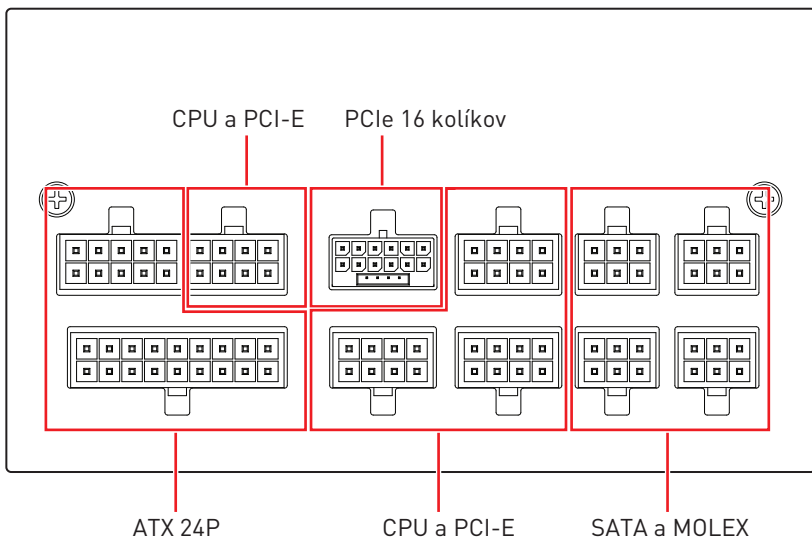 CPU a PCI-E
PCIe 16 kolíkov
ATX 24P
CPU a PCI-E
SATA a MOLEX